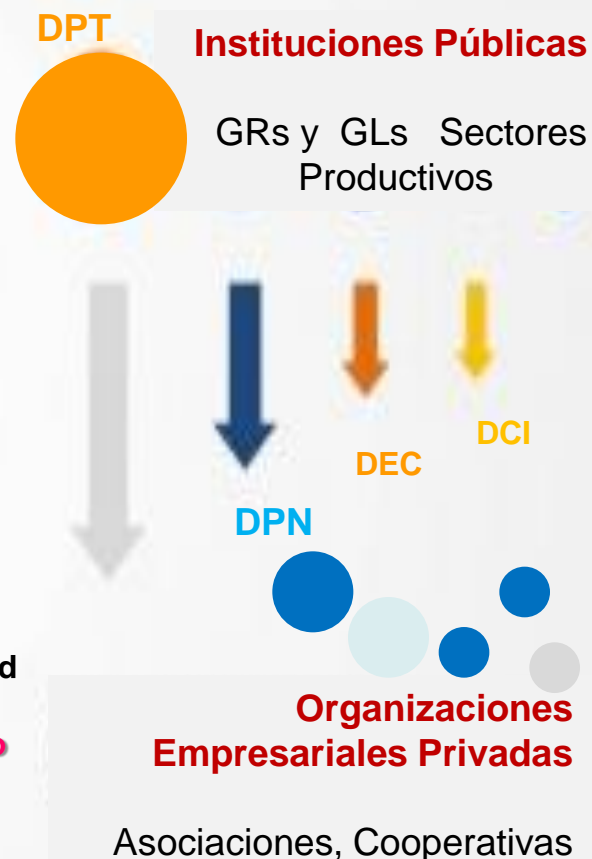 DPT
Instituciones Públicas
GRs y GLs Sectores
Productivos
DCI
DEC
DPN
d
o
Organizaciones
Empresariales Privadas
Asociaciones, Cooperativas